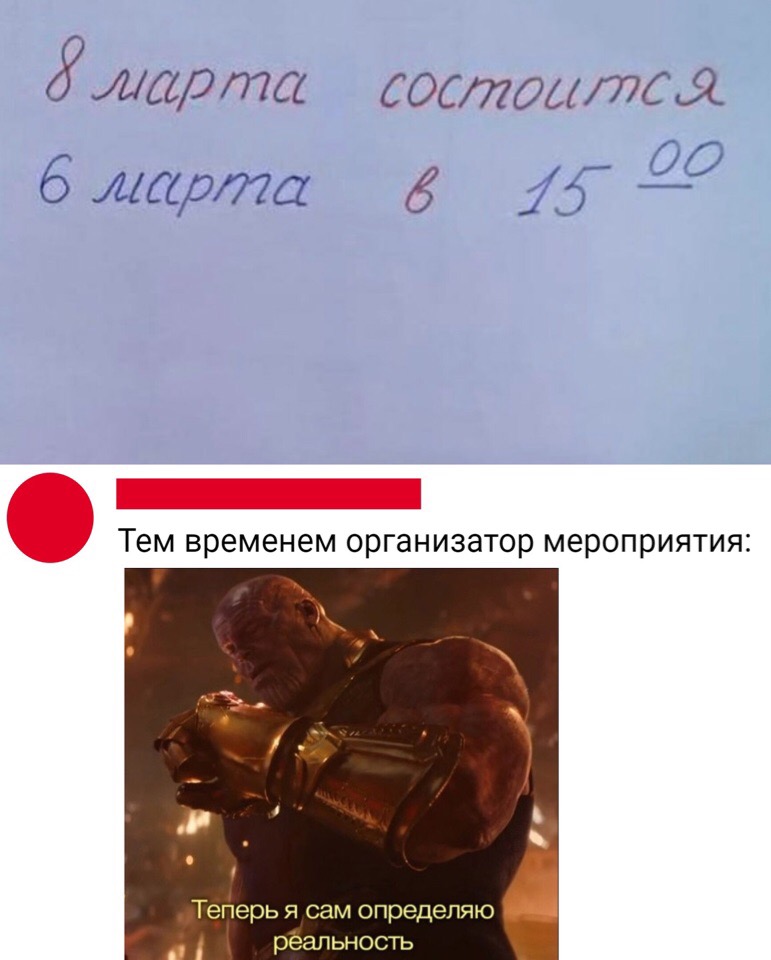 8 марта состоится
6 марта в 15 00
Тем временем организатор мероприятия:
Теперь я сам определяю
реальность